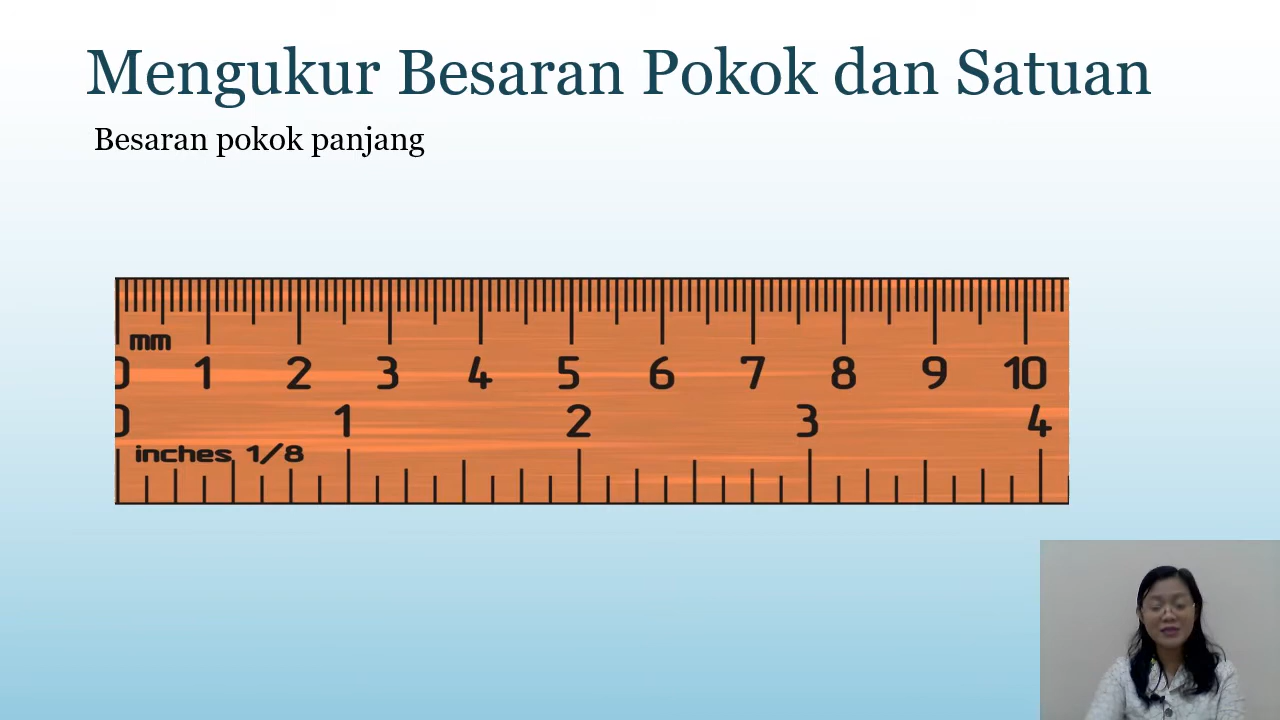 Mengukur Besaran Pokok dan Satuan
Besaran pokok panjang
mm
0 1 2 3 4 5 6 7 8 9 10
0 1 2 3 4
inches 1/8